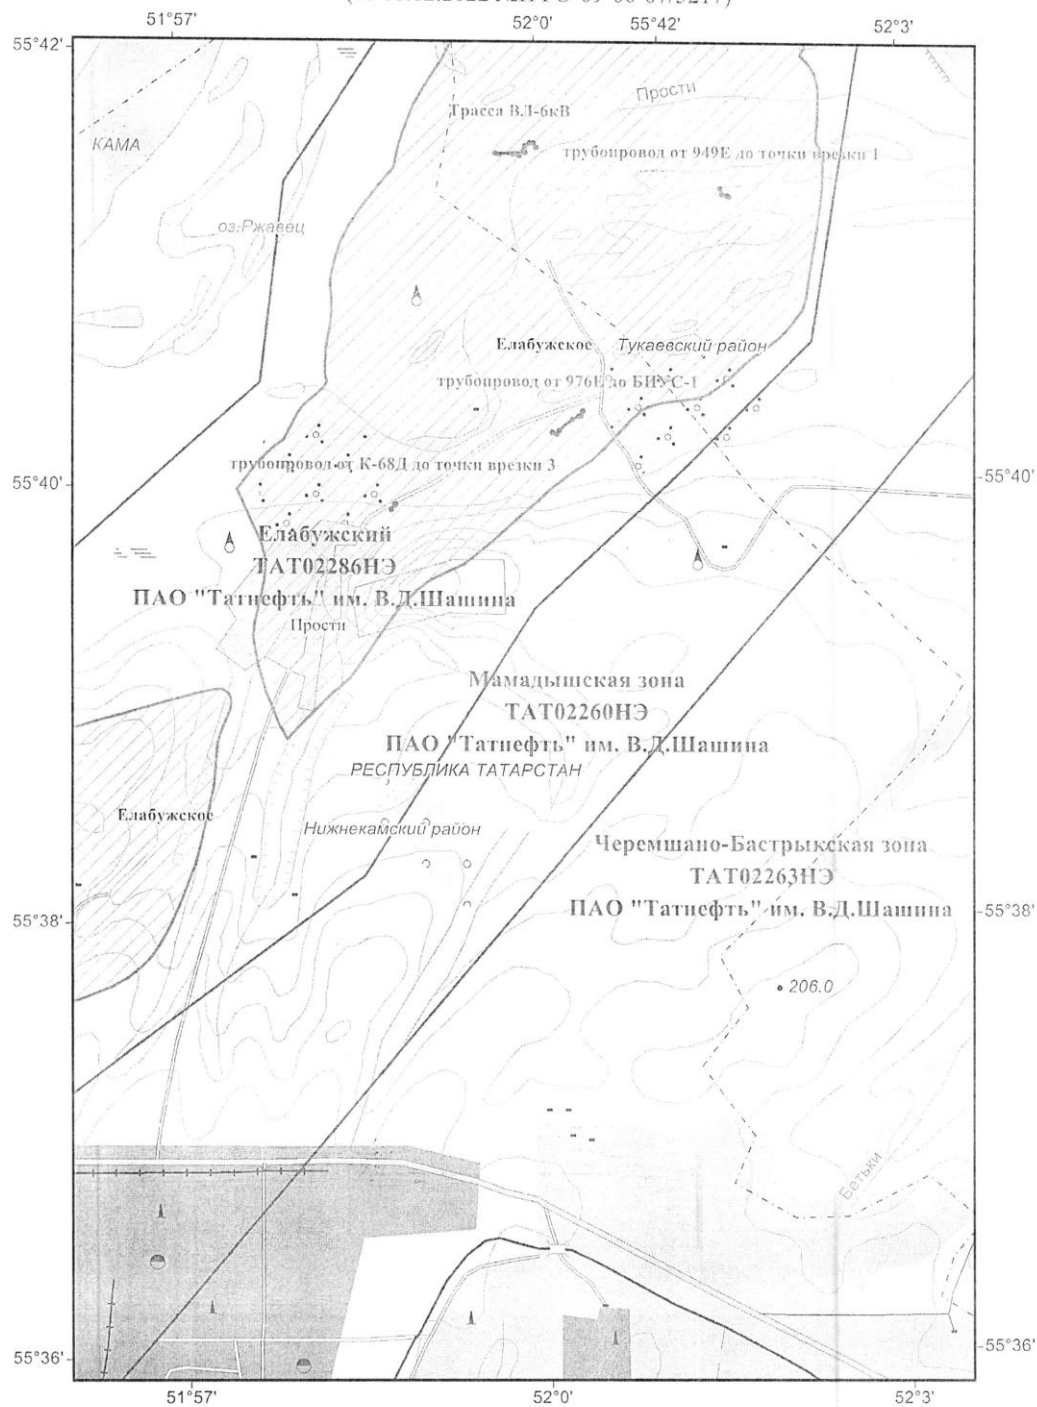 51°57'
52°0'
55°42'
52°3'
55°42'
Прости
Трасса ВЛ-6кВ
КАМА
трубопровод от 949Е до точки врезки 1
оз.Ржавец
Елабужское
Тукаевский район
трубопровод от 976Е до БИУС-1
трубопровод от К-68Д до точки врезки 3
55°40'
55°40'
Елабужский
ТАТ02286НЭ
ПАО "Татнефть" им. В.Д.Шашина
Прости
Мамадышская зона
ТАТ02260НЭ
ПАО "Татнефть" им. В.Д.Шашина
РЕСПУБЛИКА ТАТАРСТАН
Елабужское
Нижнекамский район
Черемшано-Бастрыкская зона
ТАТ02263НЭ
ПАО "Татнефть" им. В.Д.Шашина
55°38'
55°38'
206.0
Ботьки
55°36'
55°36'
51°57'
52°0'
52°3'